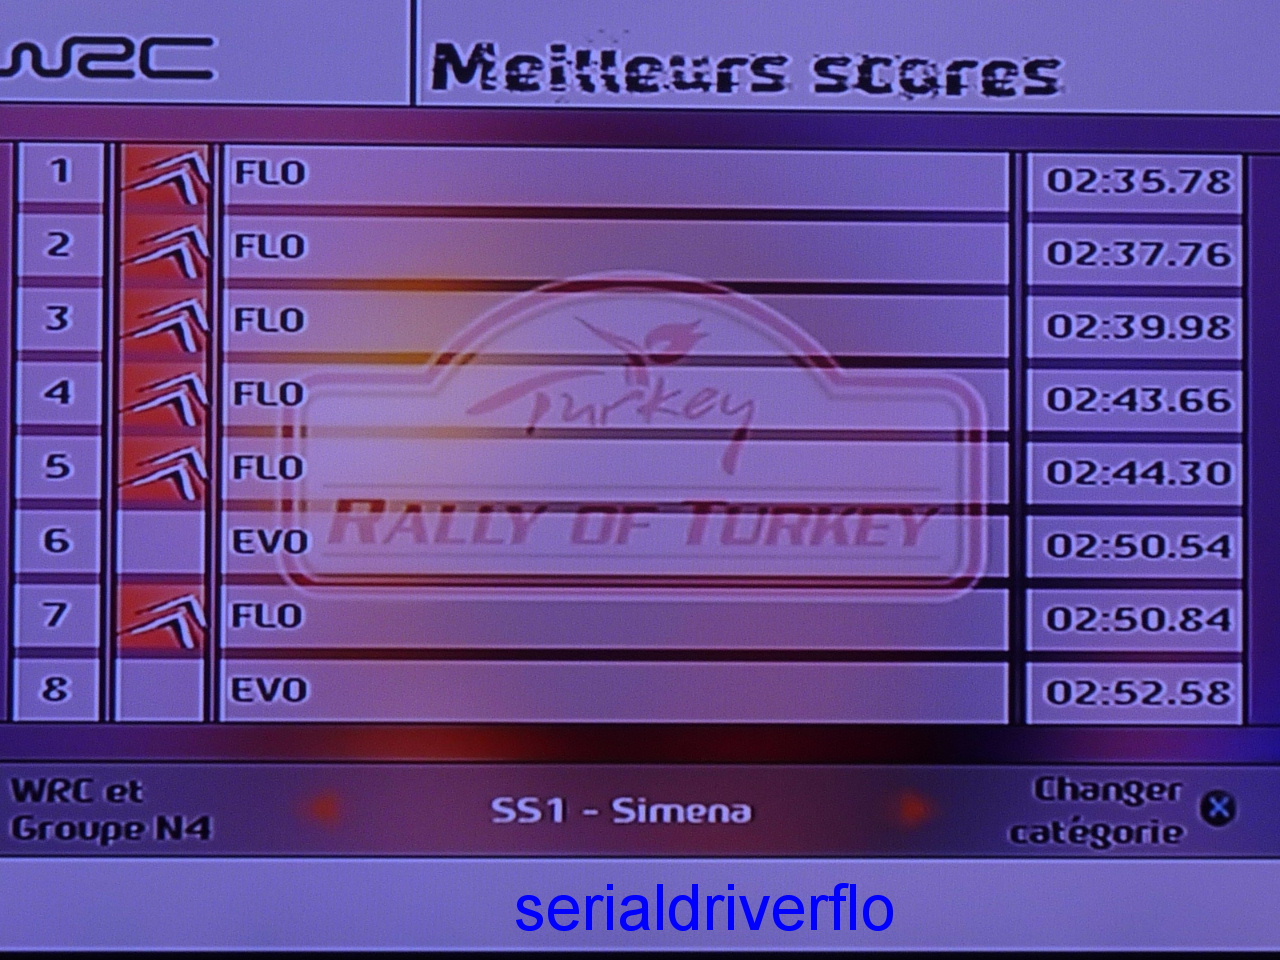 WRC
Meilleurs scores
1 FLO 02:35.78
2 FLO 02:37.76
3 FLO 02:39.98
4 FLO 02:43.66
5 FLO 02:44.30
6 EVO 02:50.54
7 FLO 02:50.84
8 EVO 02:52.58
Turkey
RALLY OF TURKEY
WRC et
Groupe N4
SS1 - Simena
Changer
catégorie
serialdriverflo